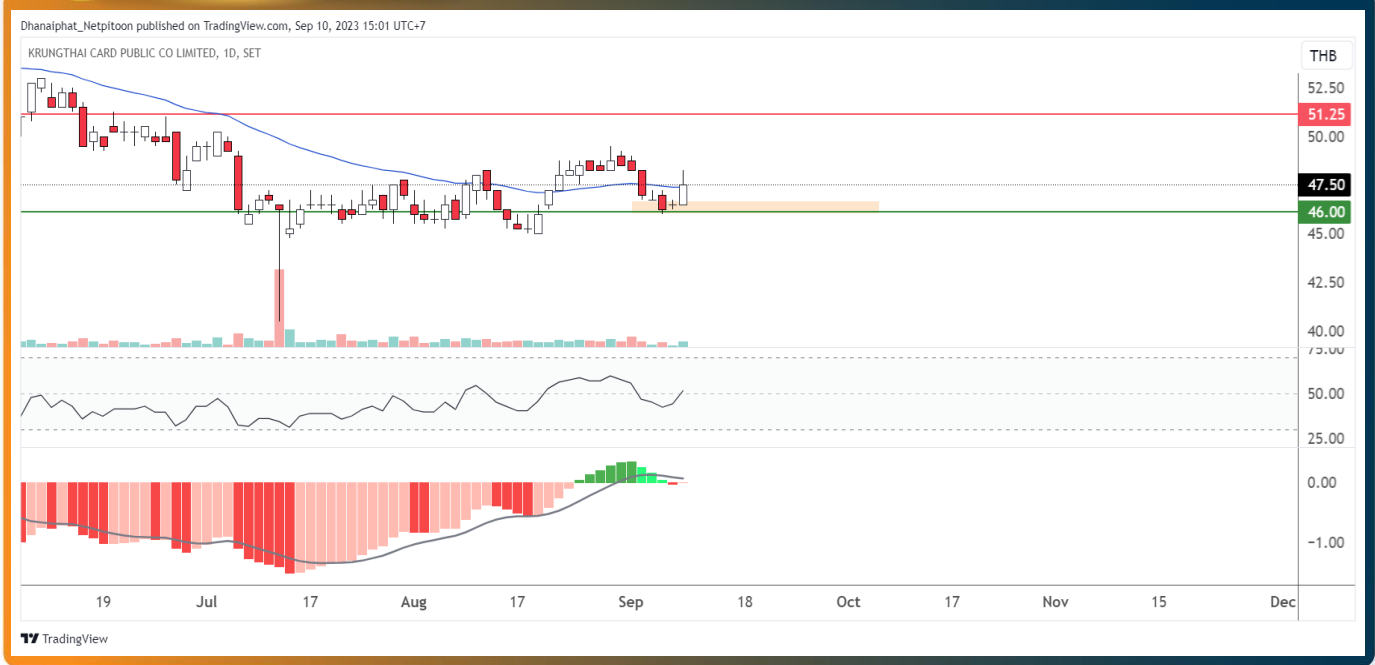 Dhanaiphat_Netpitoon published on TradingView.com, Sep 10, 2023 15:01 UTC+7
KRUNGTHAI CARD PUBLIC CO LIMITED, 1D, SET
THB
52.50
51.25
50.00
47.50
46.00
45.00
42.50
40.00
75.00
50.00
25.00
0.00
−1.00
19 Jul 17 Aug 17 Sep 18 Oct 17 Nov 15 Dec
TradingView